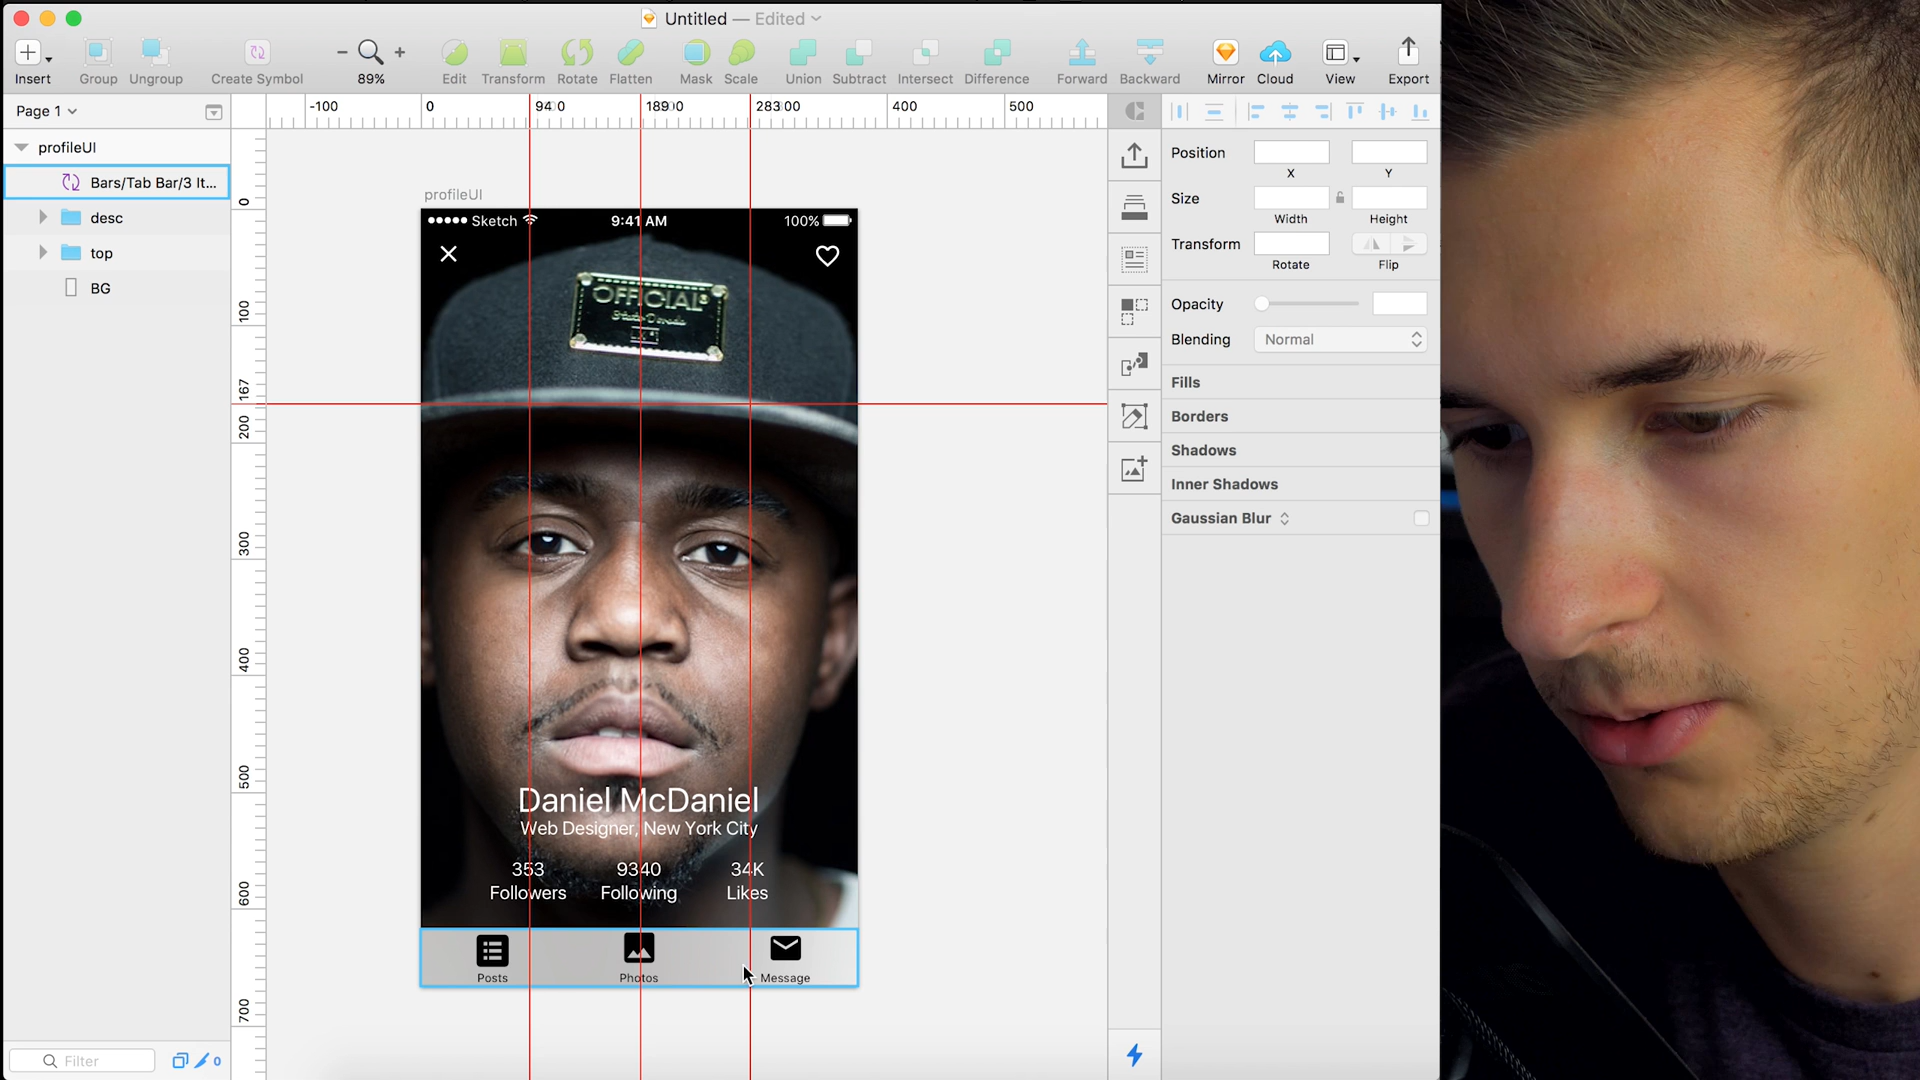 Untitled — Edited
Insert
Group
Ungroup
Create Symbol
89%
Edit
Transform
Rotate
Flatten
Mask
Scale
Union
Subtract
Intersect
Difference
Forward
Backward
Mirror
Cloud
View
Export
Page 1
-100
0
94
189
283
400
500
profileUI
Bars/Tab Bar/3 It...
desc
top
BG
Filter
0
0
100
167
200
300
400
500
600
700
profileUI
Sketch
9:41 AM
100%
OFFICIAL
Daniel McDaniel
Web Designer, New York City
353
9340
34K
Followers
Following
Likes
Posts
Photos
Message
Position
X
Y
Size
Width
Height
Transform
Rotate
Flip
Opacity
Blending
Normal
Fills
Borders
Shadows
Inner Shadows
Gaussian Blur